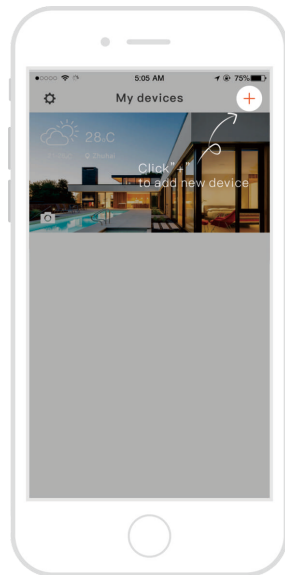 5:05 AM
75%
My devices
+
28.C
Click"+"
to add new device